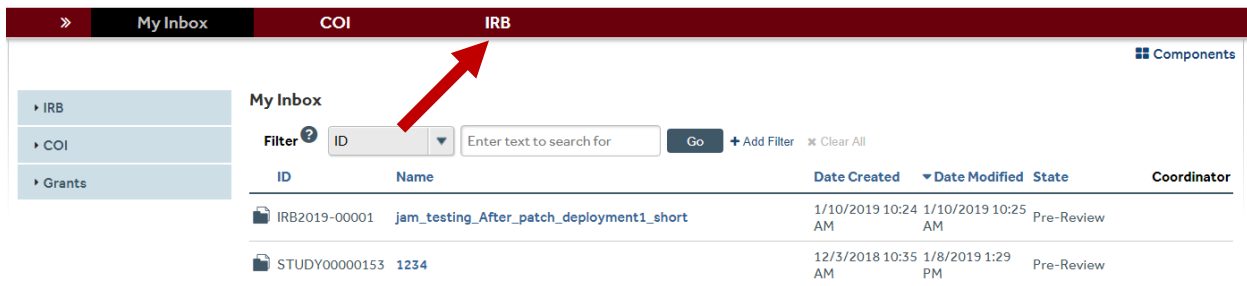 » My Inbox COI IRB
Components
IRB
COI
Grants
My Inbox
Filter ? ID Enter text to search for Go + Add Filter × Clear All
ID Name Date Created Date Modified State Coordinator
IRB2019-00001 jam_testing_After_patch_deployment1_short 1/10/2019 10:24 AM 1/10/2019 10:25 AM Pre-Review
STUDY00000153 1234 12/3/2018 10:35 AM 1/8/2019 1:29 PM Pre-Review